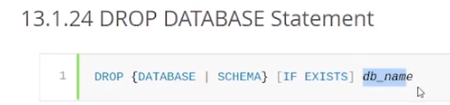 13.1.24 DROP DATABASE Statement
1 DROP {DATABASE | SCHEMA} [IF EXISTS] db_name